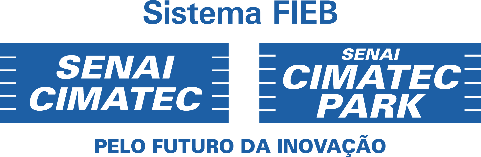 Sistema FIEB
SENAI
CIMATEC
SENAI
CIMATEC
PARK
PELO FUTURO DA INOVAÇÃO